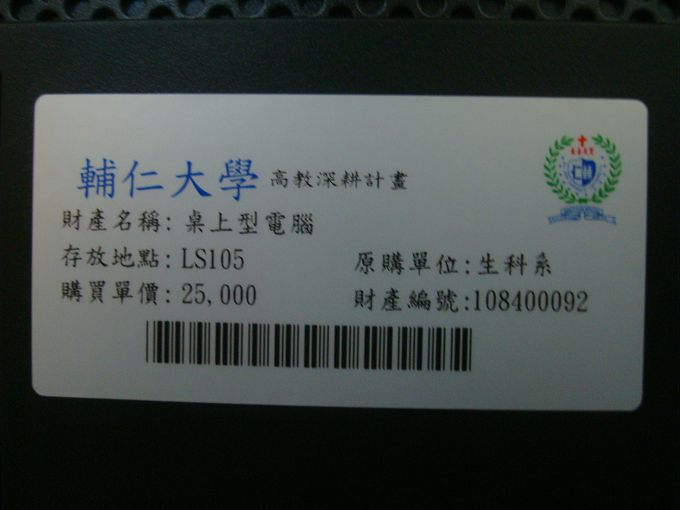 輔仁大學 高教深耕計畫
財產名稱: 桌上型電腦
存放地點: LS105 原購單位: 生科系
購買單價: 25,000 財產編號:108400092